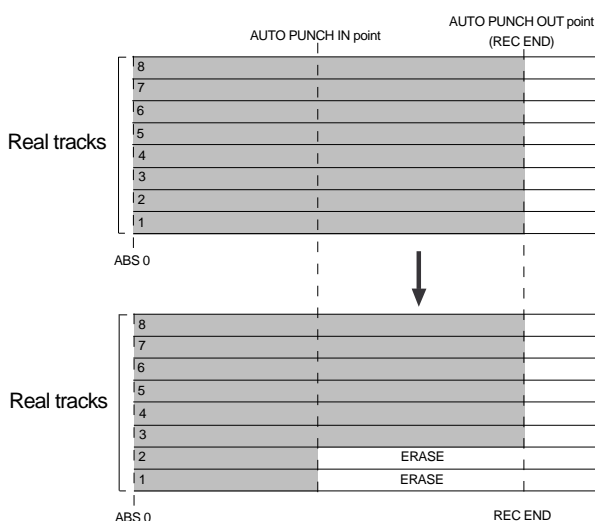 AUTO PUNCH OUT point
(REC END)
AUTO PUNCH IN point
Real tracks
8
7
6
5
4
3
2
1
ABS 0
Real tracks
8
7
6
5
4
3
2 ERASE
1 ERASE
ABS 0 REC END